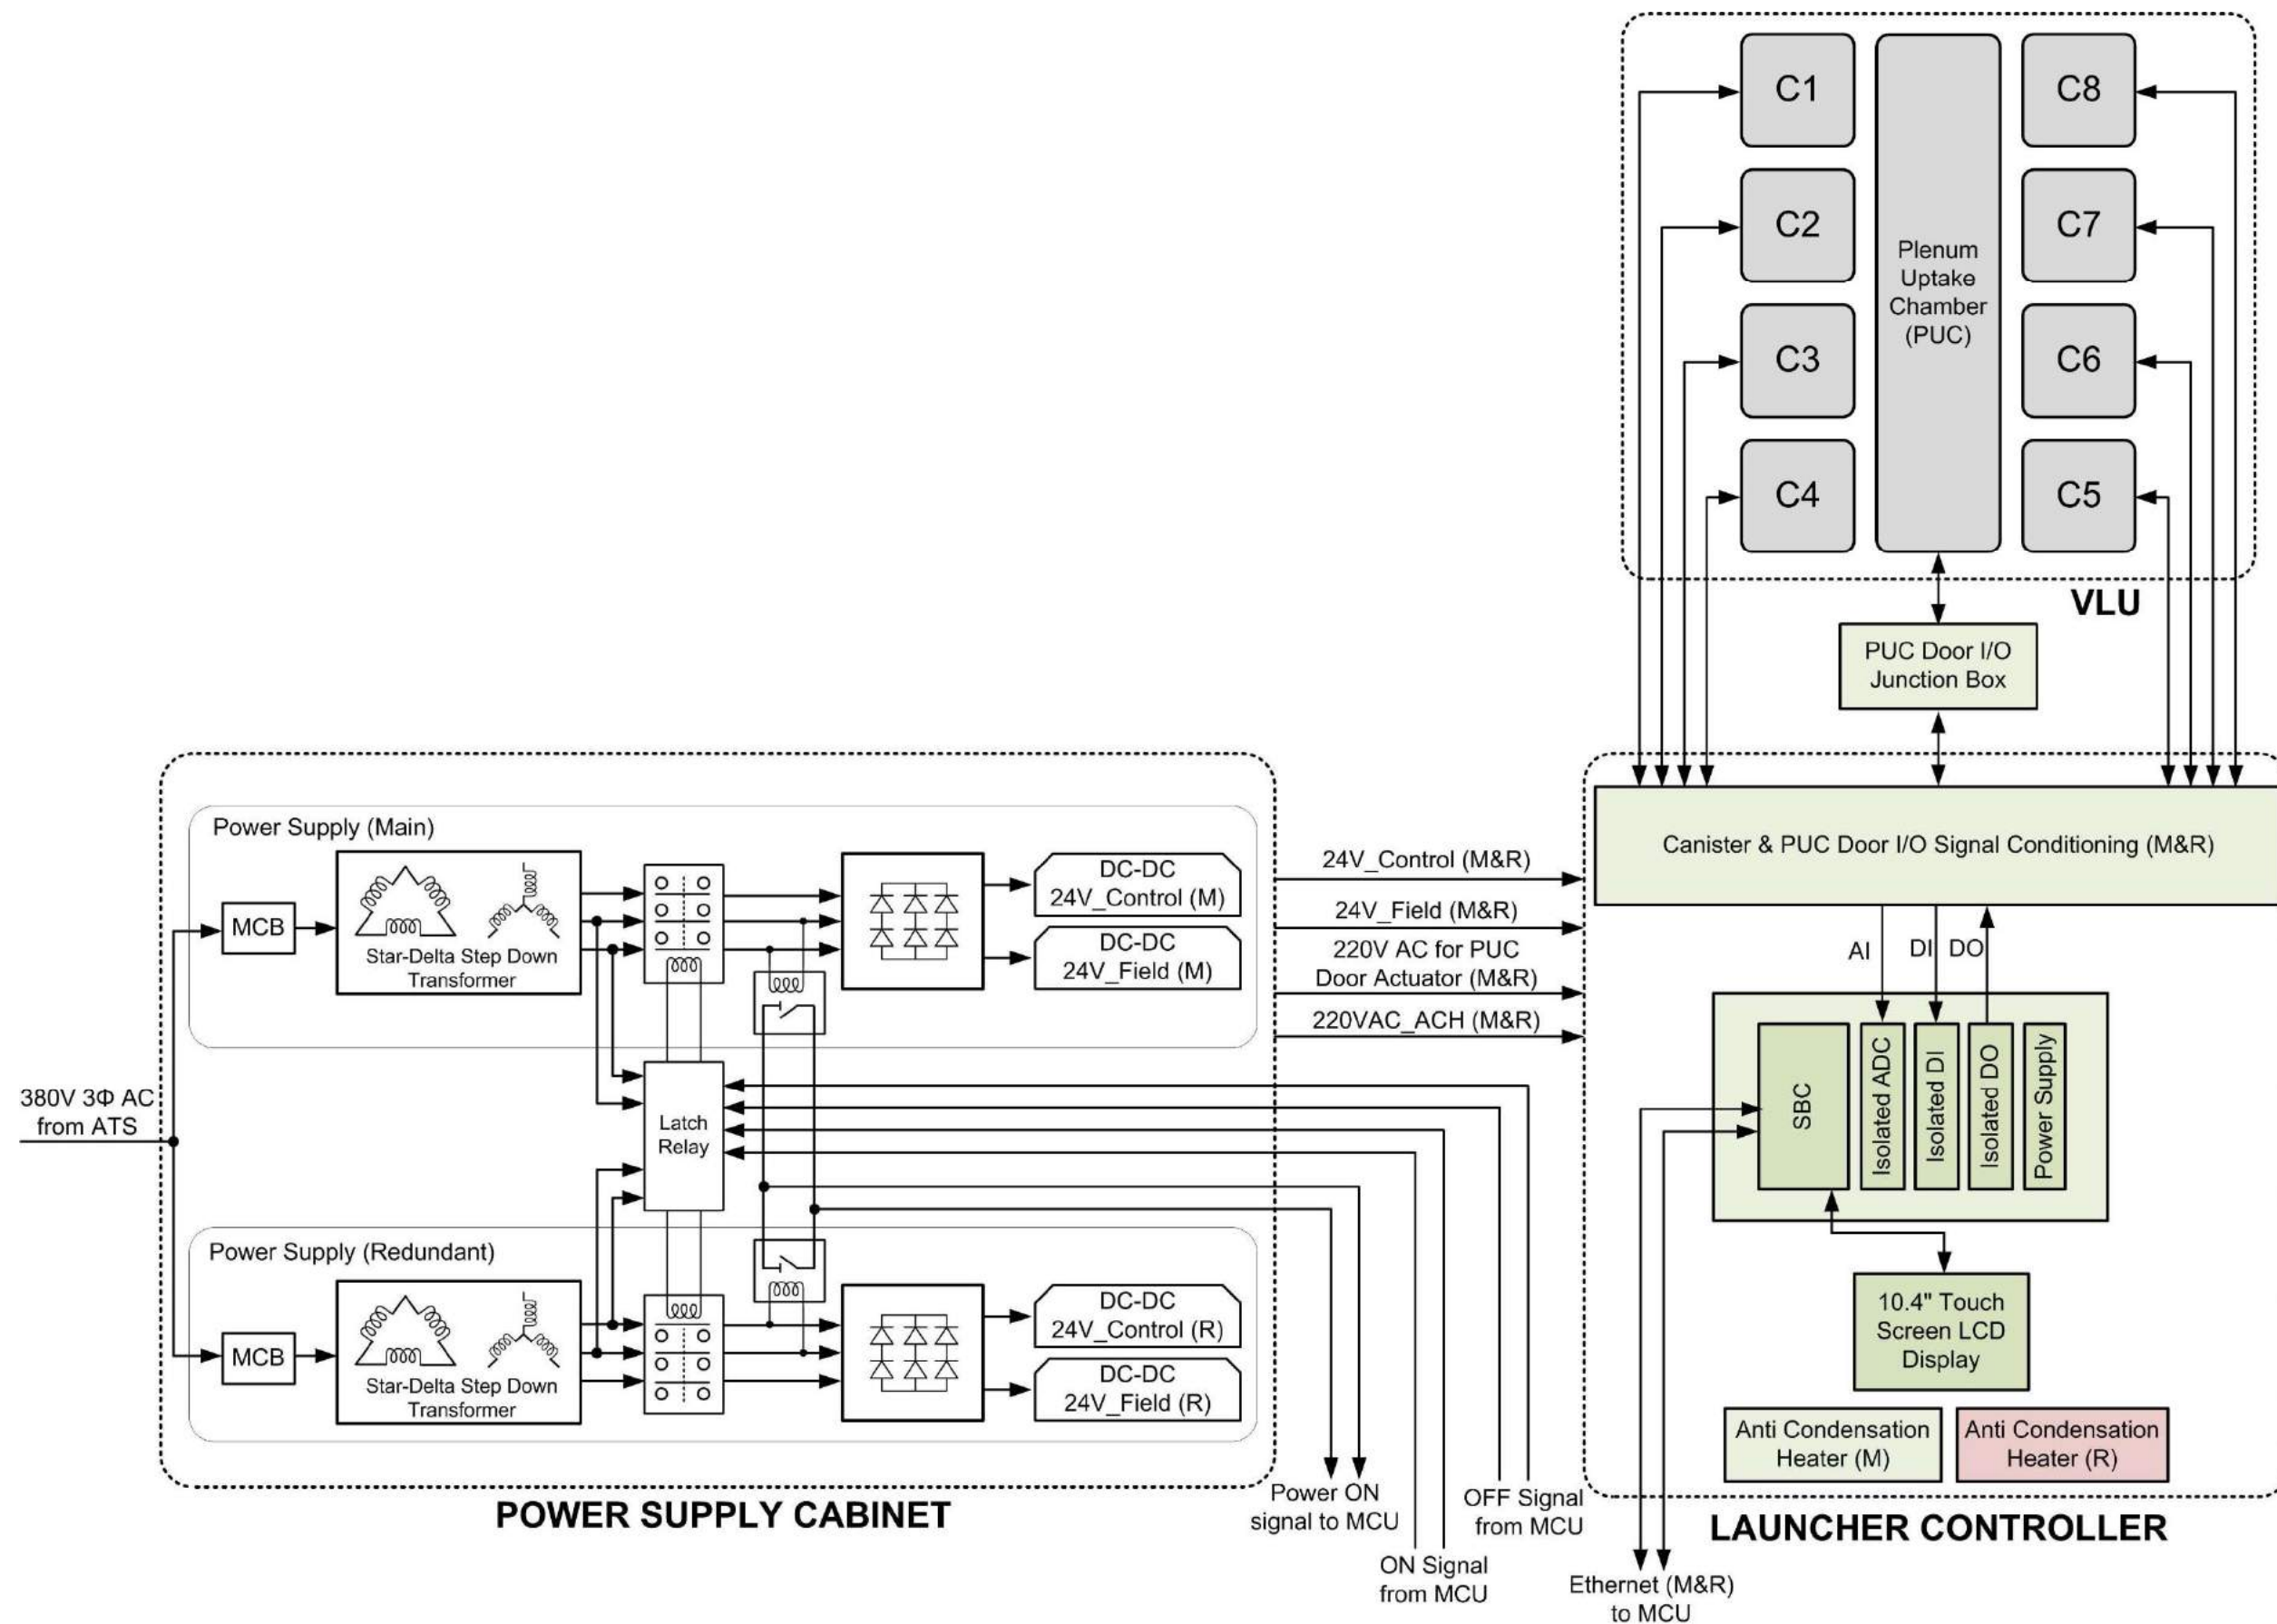 C1
C8
C2
C7
Plenum
Uptake
Chamber
(PUC)
C3
C6
C4
C5
VLU
PUC Door I/O
Junction Box
Canister & PUC Door I/O Signal Conditioning (M&R)
AI
DI
DO
SBC
Isolated ADC
Isolated DI
Isolated DO
Power Supply
10.4" Touch
Screen LCD
Display
Anti Condensation
Heater (M)
Anti Condensation
Heater (R)
LAUNCHER CONTROLLER
Ethernet (M&R)
to MCU
24V_Control (M&R)
24V_Field (M&R)
220V AC for PUC
Door Actuator (M&R)
220VAC_ACH (M&R)
380V 3Φ AC
from ATS
Power Supply (Main)
MCB
Star-Delta Step Down
Transformer
DC-DC
24V_Control (M)
DC-DC
24V_Field (M)
Latch
Relay
Power Supply (Redundant)
MCB
Star-Delta Step Down
Transformer
DC-DC
24V_Control (R)
DC-DC
24V_Field (R)
POWER SUPPLY CABINET
Power ON
signal to MCU
OFF Signal
from MCU
ON Signal
from MCU